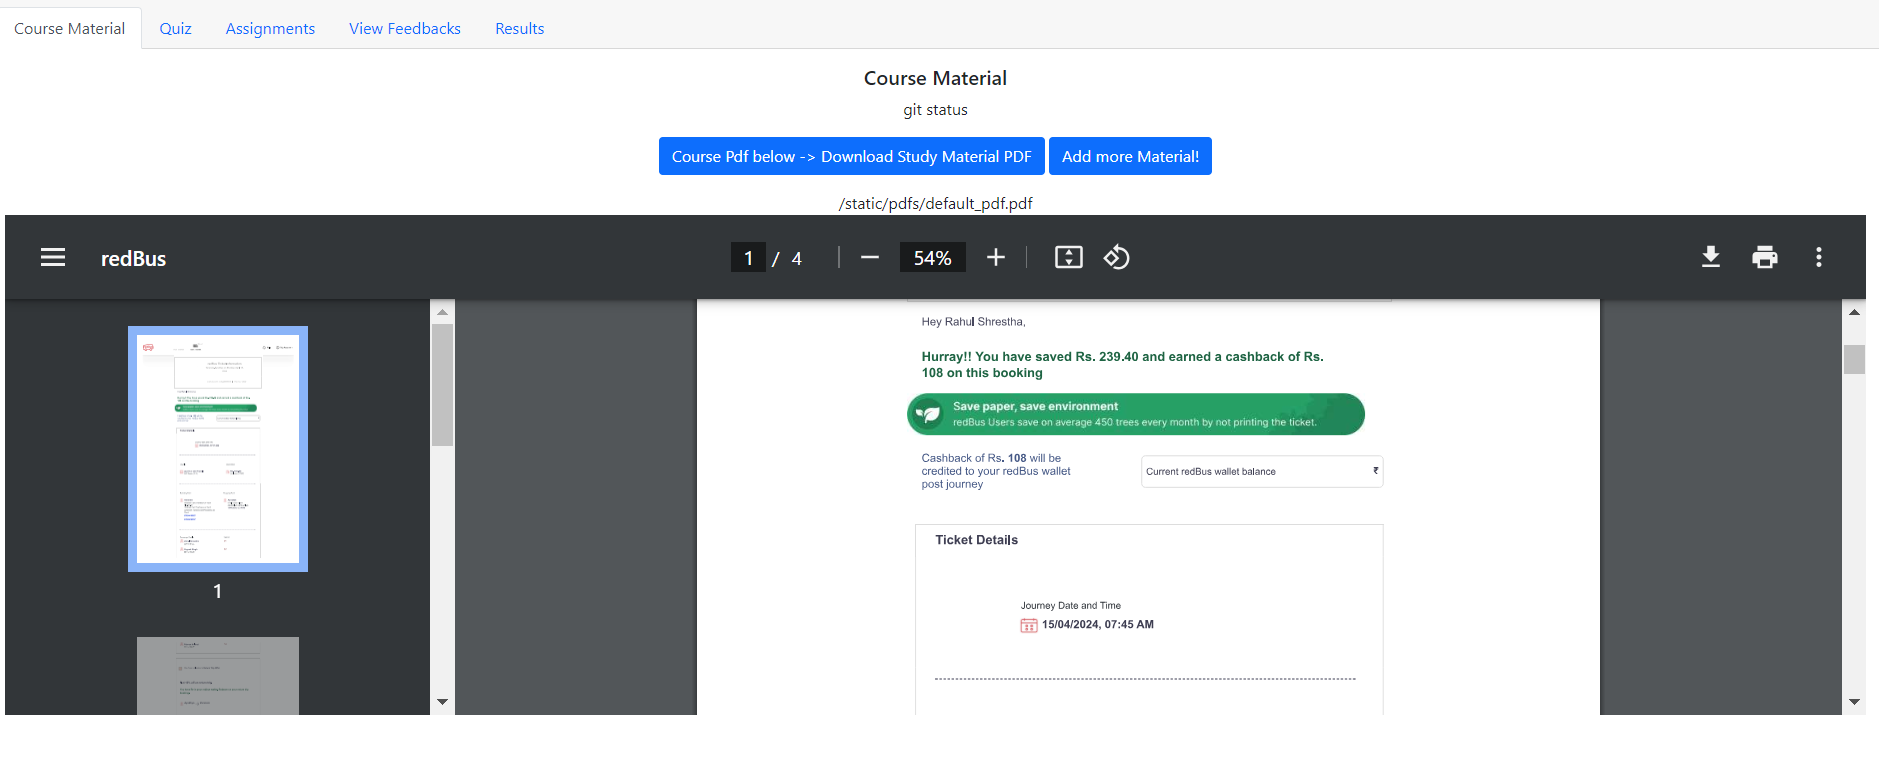 Course Material Quiz Assignments View Feedbacks Results
Course Material
git status
Course Pdf below -> Download Study Material PDF Add more Material!
/static/pdfs/default_pdf.pdf
redBus 1 / 4 54%
Hey Rahul Shrestha,
Hurray!! You have saved Rs. 239.40 and earned a cashback of Rs.
108 on this booking
Save paper, save environment
redBus Users save on average 450 trees every month by not printing the ticket.
Cashback of Rs. 108 will be
credited to your redBus wallet
post journey
Current redBus wallet balance ₹
Ticket Details
Journey Date and Time
15/04/2024, 07:45 AM
1